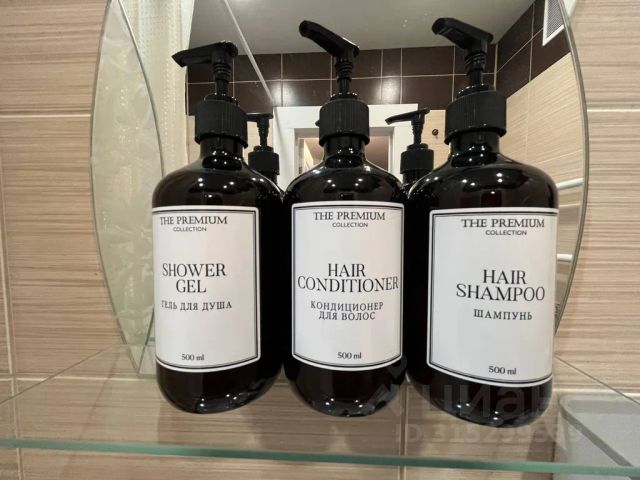 THE PREMIUM
COLLECTION
SHOWER
GEL
ГЕЛЬ ДЛЯ ДУША
500 ml
THE PREMIUM
COLLECTION
HAIR
CONDITIONER
КОНДИЦИОНЕР
ДЛЯ ВОЛОС
500 ml
THE PREMIUM
COLLECTION
HAIR
SHAMPOO
ШАМПУНЬ
500 ml
циан